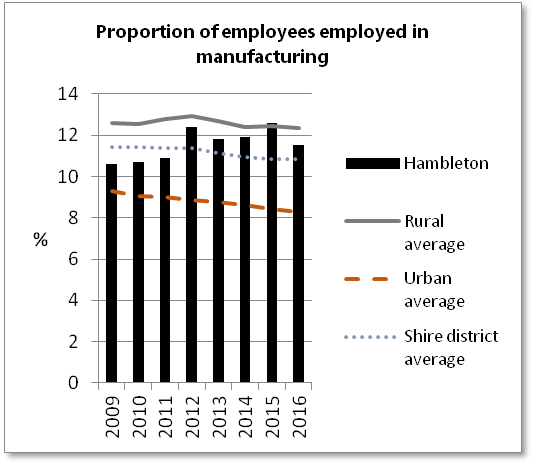 Proportion of employees employed in
manufacturing
14
12
10
8
6
4
2
0
%
2009
2010
2011
2012
2013
2014
2015
2016
Hambleton
Rural
average
Urban
average
Shire district
average